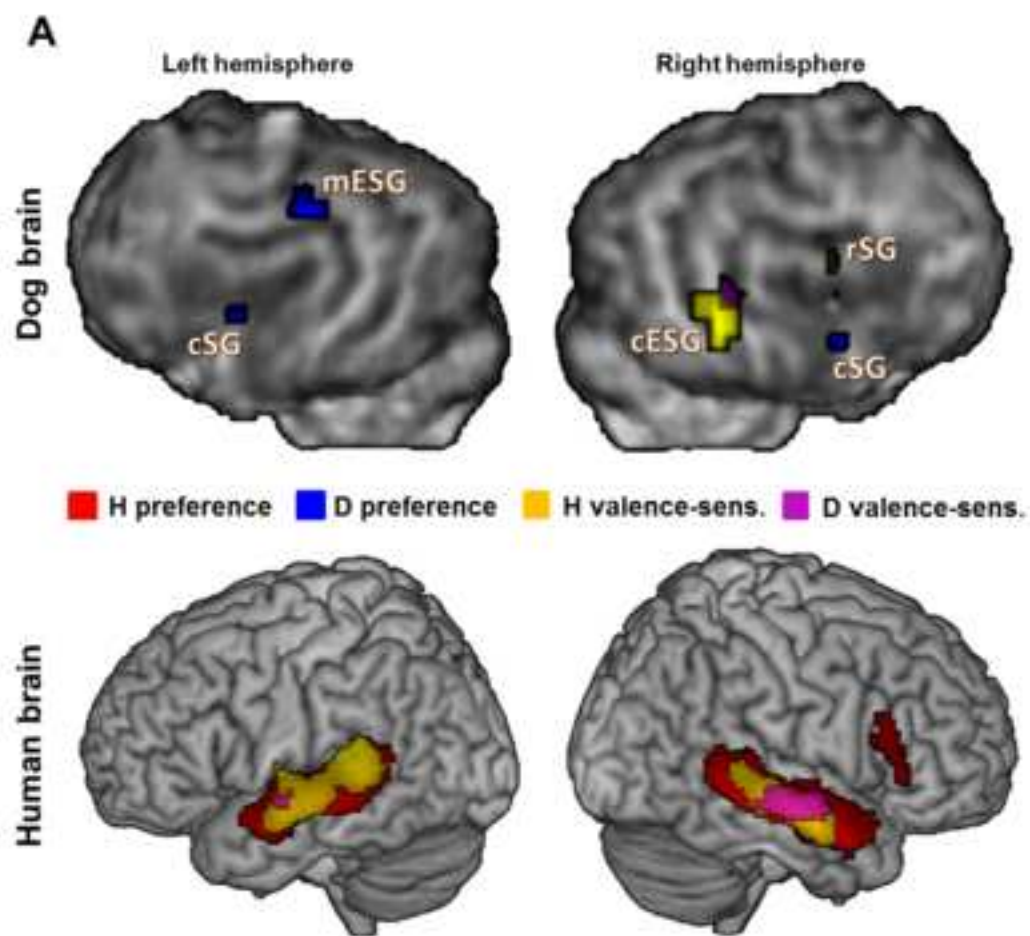 A
Left hemisphere
Right hemisphere
Dog brain
mESG
cSG
rSG
cESG
cSG
H preference D preference H valence-sens. D valence-sens.
Human brain